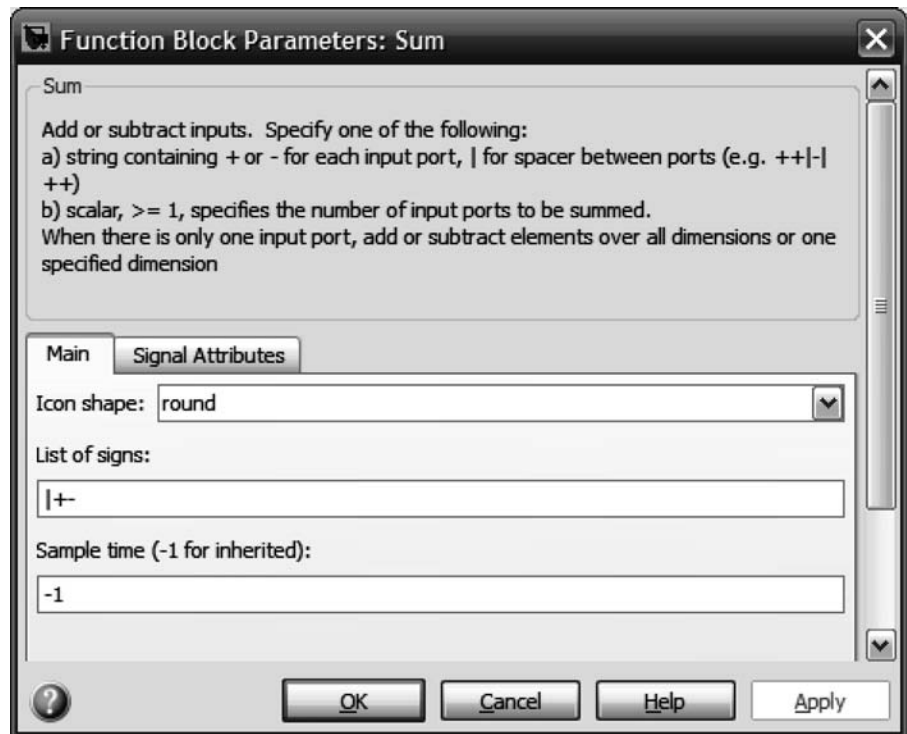 Function Block Parameters: Sum
Sum
Add or subtract inputs. Specify one of the following:
a) string containing + or - for each input port, | for spacer between ports (e.g. ++|-|
++)
b) scalar, >= 1, specifies the number of input ports to be summed.
When there is only one input port, add or subtract elements over all dimensions or one
specified dimension
Main Signal Attributes
Icon shape: round
List of signs:
|+-
Sample time (-1 for inherited):
-1
? OK Cancel Help Apply